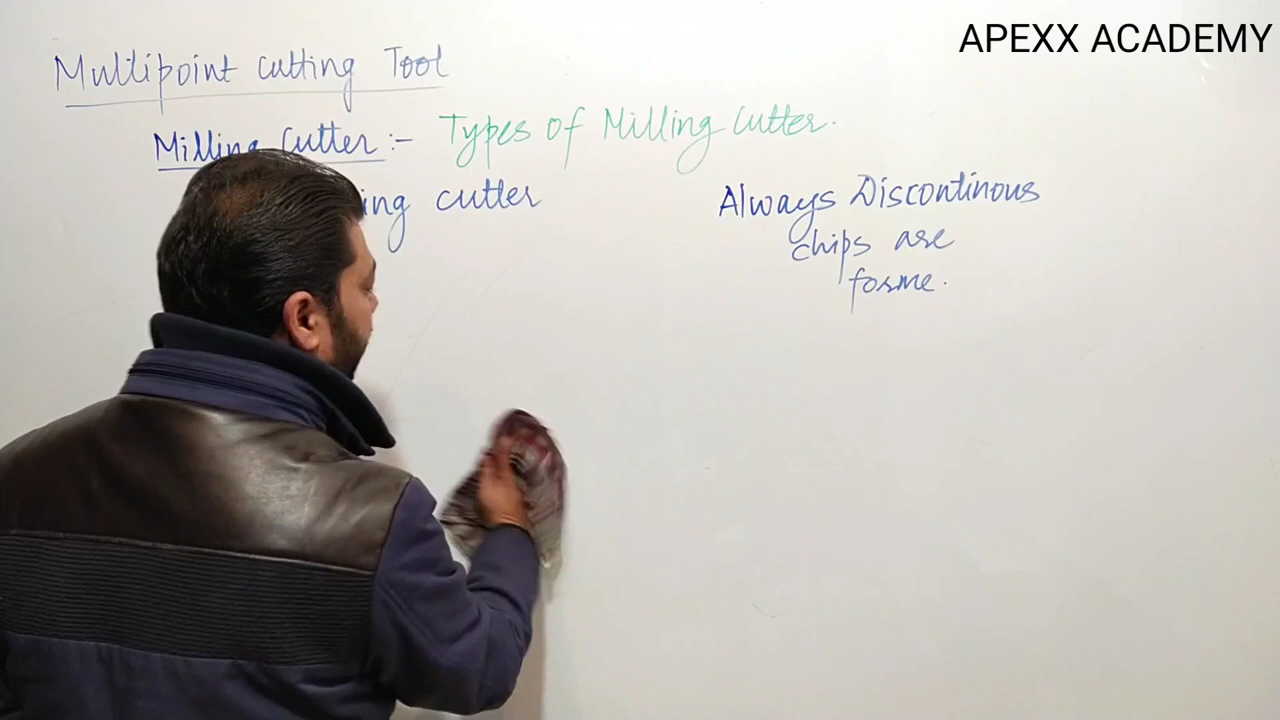 APEXX ACADEMY
Multipoint cutting Tool
Milling Cutter :- Types of Milling Cutter.
cutter
Always Discontinous
chips are
forme.